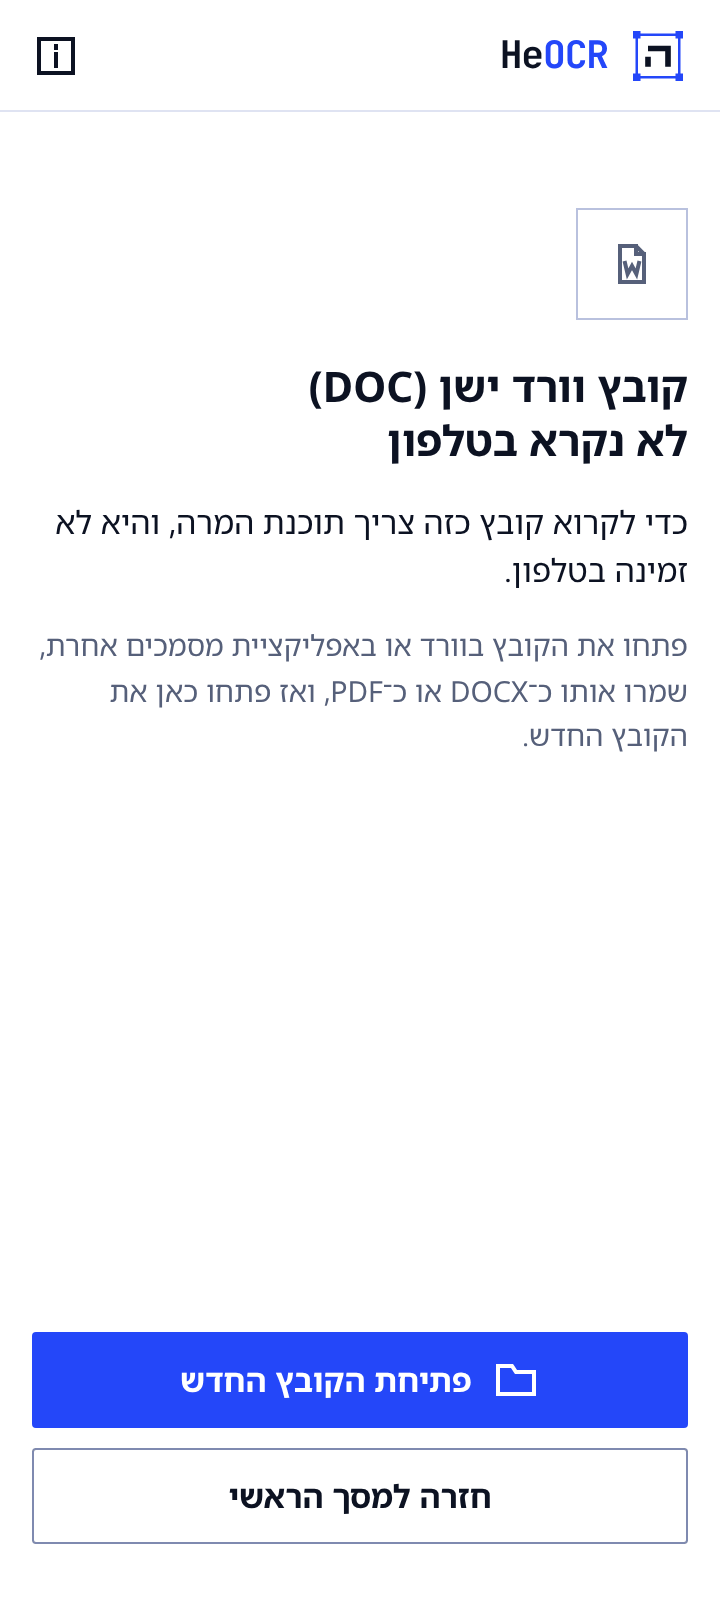 HeOCR
ה
קובץ וורד ישן (DOC)
לא נקרא בטלפון
כדי לקרוא קובץ כזה צריך תוכנת המרה, והיא לא
זמינה בטלפון.
פתחו את הקובץ בוורד או באפליקציית מסמכים אחרת,
שמרו אותו כ־DOCX או כ־PDF, ואז פתחו כאן את
הקובץ החדש.
פתיחת הקובץ החדש
חזרה למסך הראשי